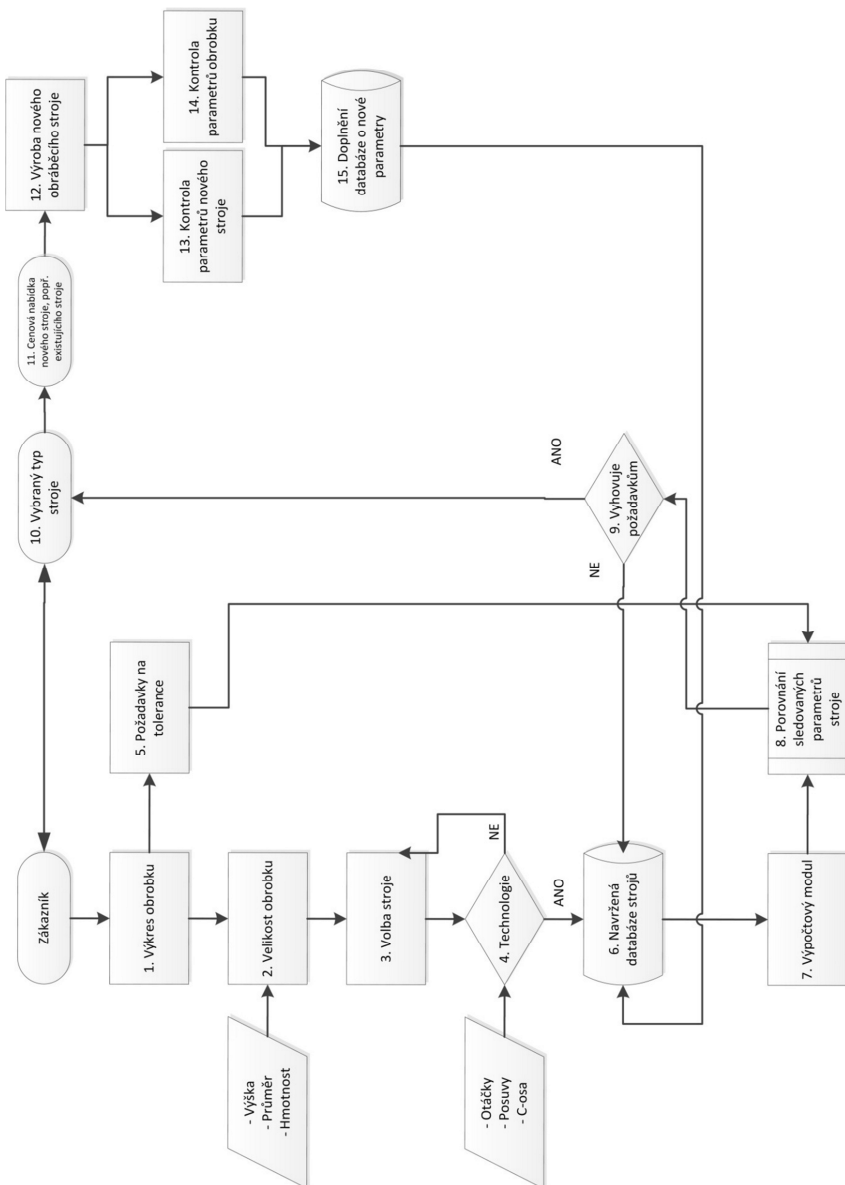 Zákazník
1. Výkres obrobku
2. Velikost obrobku
- Výška
- Průměr
- Hmotnost
3. Volba stroje
4. Technologie
NE
ANO
- Otáčky
- Posuvy
- C-osa
5. Požadavky na
tolerance
6. Navržená
databáze strojů
7. Výpočtový modul
8. Porovnání
sledovaných
parametrů
stroje
9. Vyhovuje
požadavkům
NE
ANO
10. Vybraný typ
stroje
11. Cenová nabídka
nového stroje, popř.
existujícího stroje
12. Výroba nového
obráběcího stroje
13. Kontrola
parametrů nového
stroje
14. Kontrola
parametrů obrobku
15. Doplnění
databáze o nové
parametry